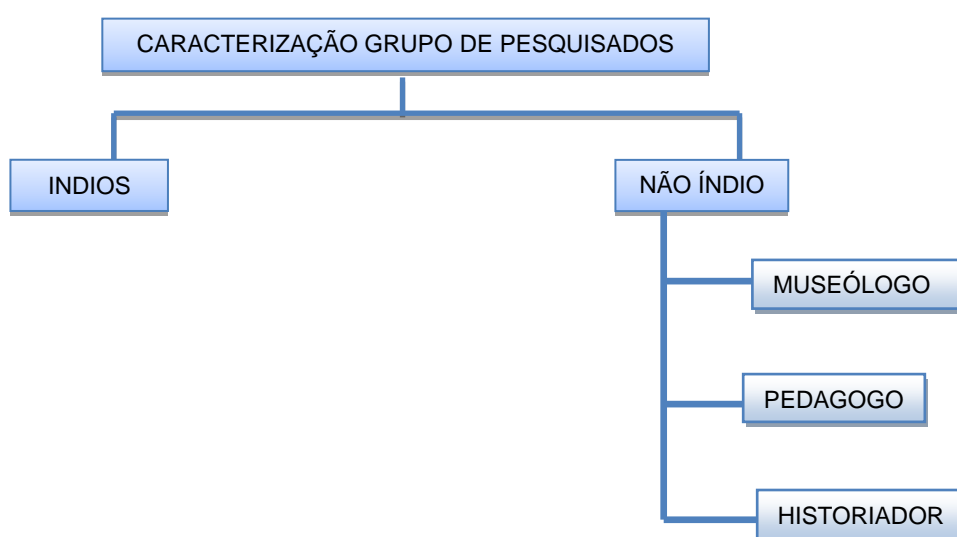 CARACTERIZAÇÃO GRUPO DE PESQUISADOS
INDIOS
NÃO ÍNDIO
MUSEÓLOGO
PEDAGOGO
HISTORIADOR